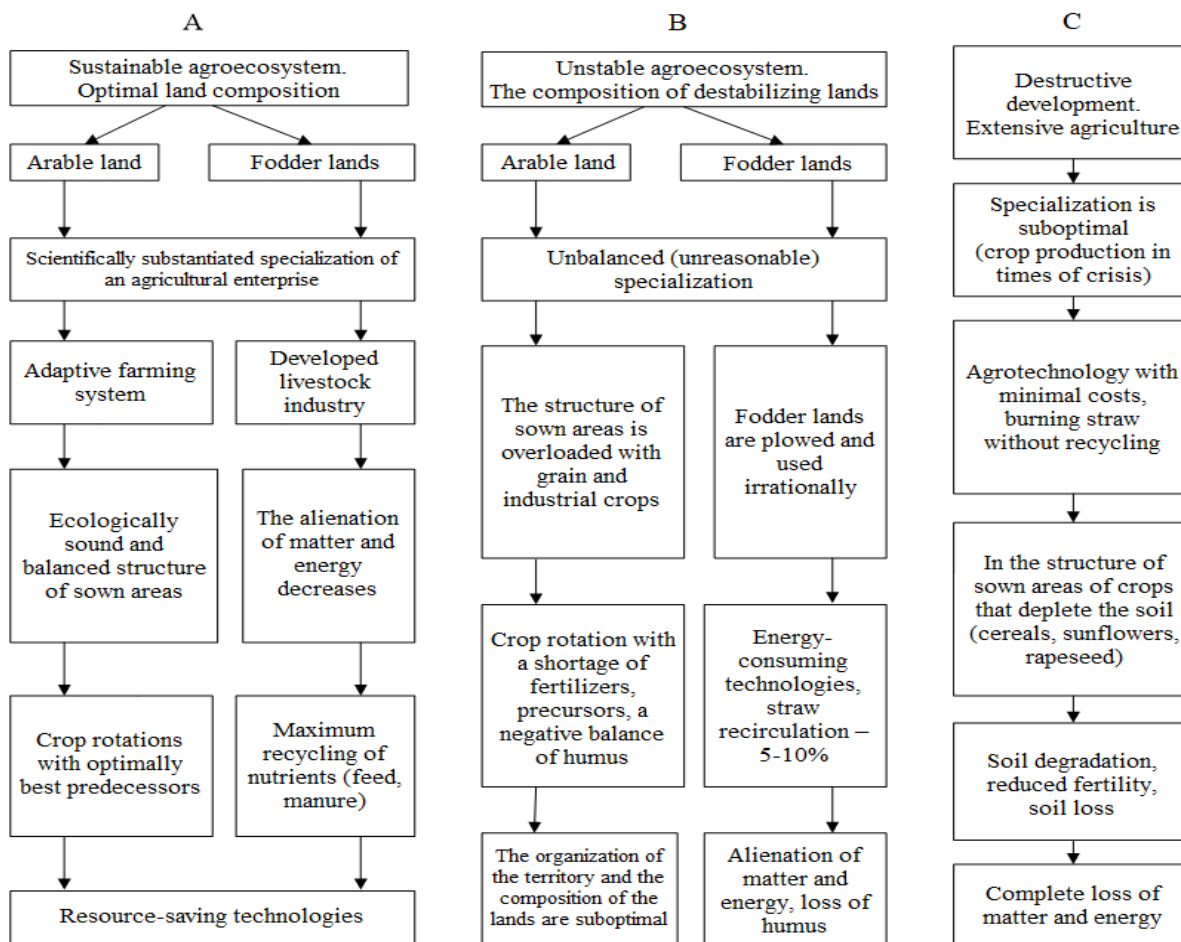 A
Sustainable agroecosystem.
Optimal land composition
Arable land
Fodder lands
Scientifically substantiated specialization of
an agricultural enterprise
Adaptive farming
system
Developed
livestock
industry
Ecologically
sound and
balanced structure
of sown areas
The alienation
of matter and
energy
decreases
Crop rotations
with optimally
best predecessors
Maximum
recycling of
nutrients (feed,
manure)
Resource-saving technologies
B
Unstable agroecosystem.
The composition of destabilizing lands
Arable land
Fodder lands
Unbalanced (unreasonable)
specialization
The structure of
sown areas is
overloaded with
grain and
industrial crops
Fodder lands
are plowed and
used
irrationally
Crop rotation with
a shortage of
fertilizers,
precursors, a
negative balance
of humus
Energy-
consuming
technologies,
straw
recirculation –
5-10%
The organization of
the territory and the
composition of the
lands are suboptimal
Alienation of
matter and
energy, loss of
humus
C
Destructive
development.
Extensive agriculture
Specialization is
suboptimal
(crop production in
times of crisis)
Agrotechnology with
minimal costs,
burning straw
without recycling
In the structure of
sown areas of crops
that deplete the soil
(cereals, sunflowers,
rapeseed)
Soil degradation,
reduced fertility,
soil loss
Complete loss of
matter and energy